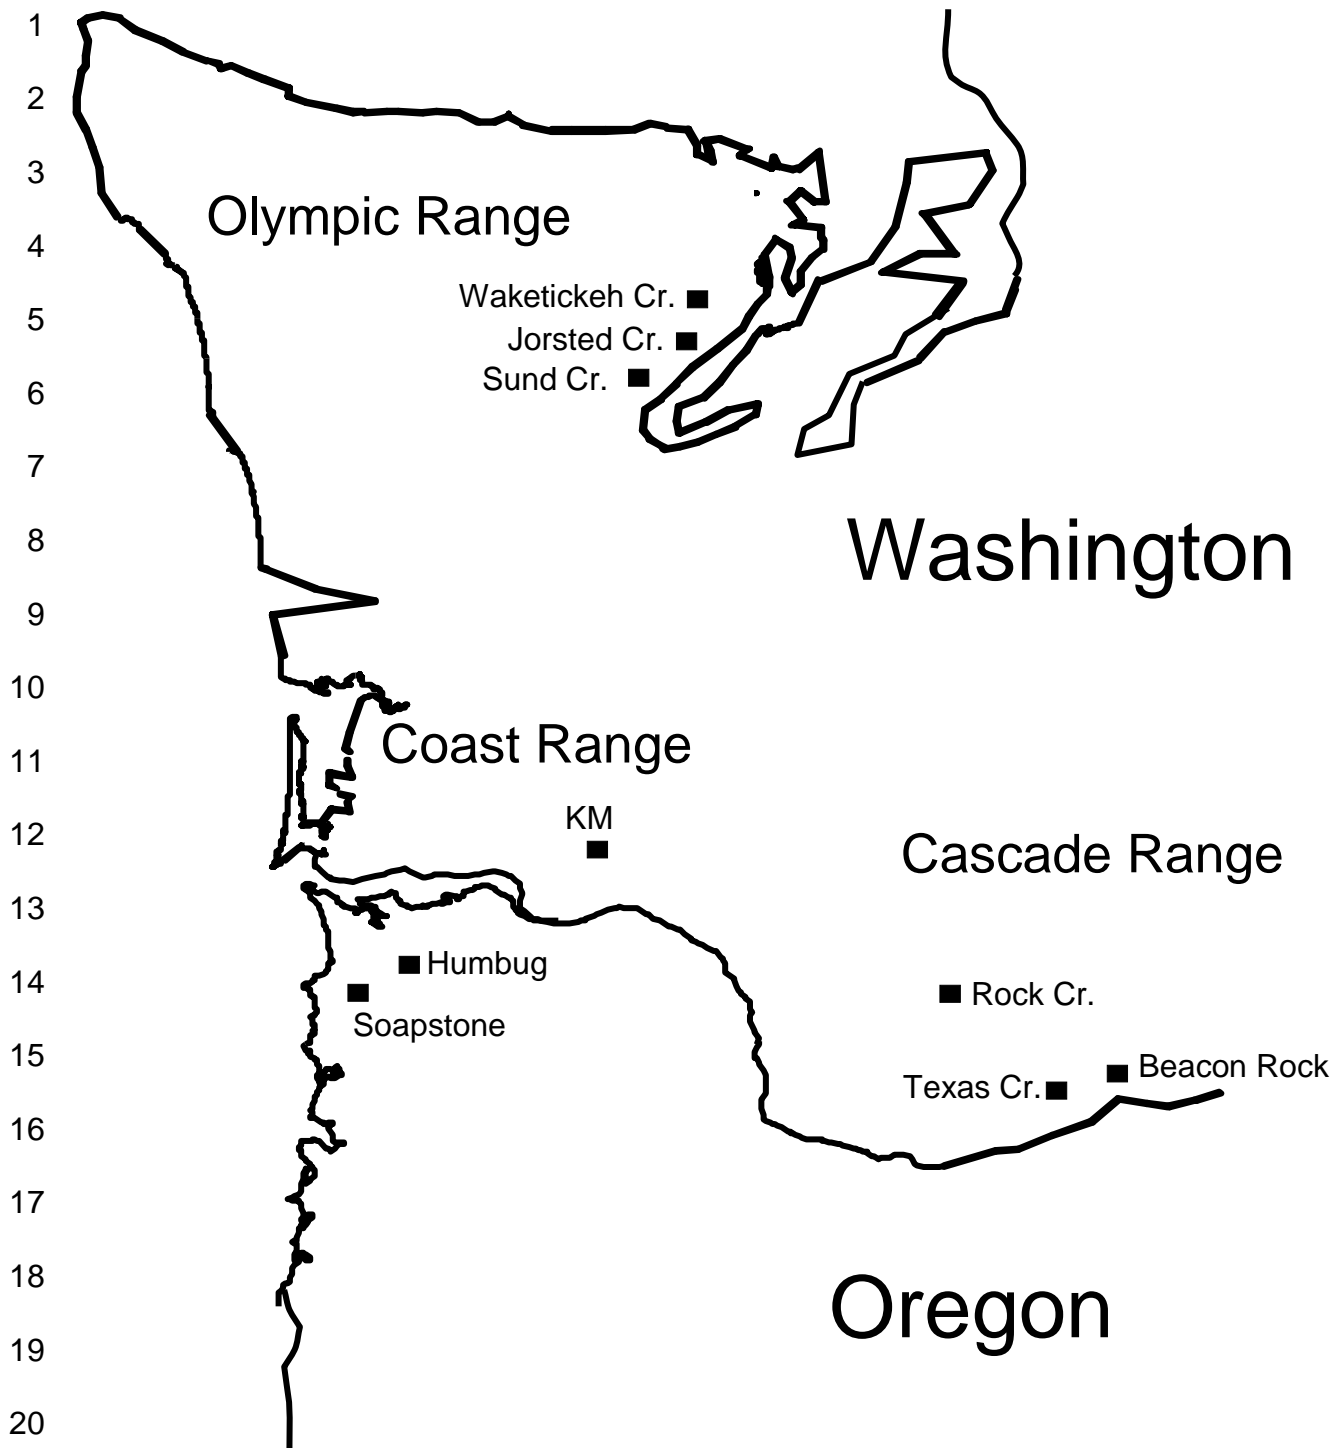 1
2
3
Olympic Range
4
Waketickeh Cr.
5
Jorsted Cr.
Sund Cr.
6
7
8
Washington
9
10
11
Coast Range
KM
12
Cascade Range
13
Humbug
14
Rock Cr.
Soapstone
15
Beacon Rock
Texas Cr.
16
17
18
Oregon
19
20